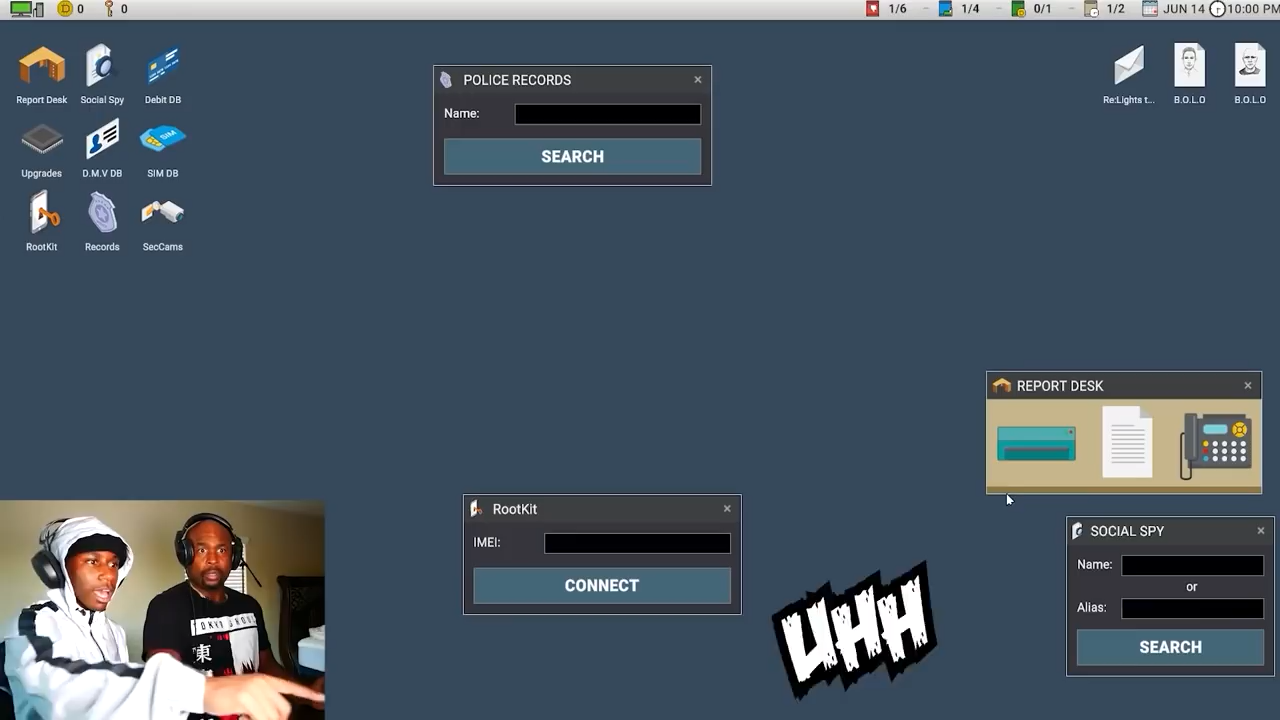 0 0 1/6 1/4 0/1 1/2 JUN 14 10:00 PM
Report Desk Social Spy Debit DB
Upgrades D.M.V DB SIM DB
RootKit Records SecCams
POLICE RECORDS
Name:
SEARCH
Re:Lights t... B.O.L.O B.O.L.O
REPORT DESK
RootKit
IMEI:
CONNECT
SOCIAL SPY
Name:
or
Alias:
SEARCH
UHH
SIM
東